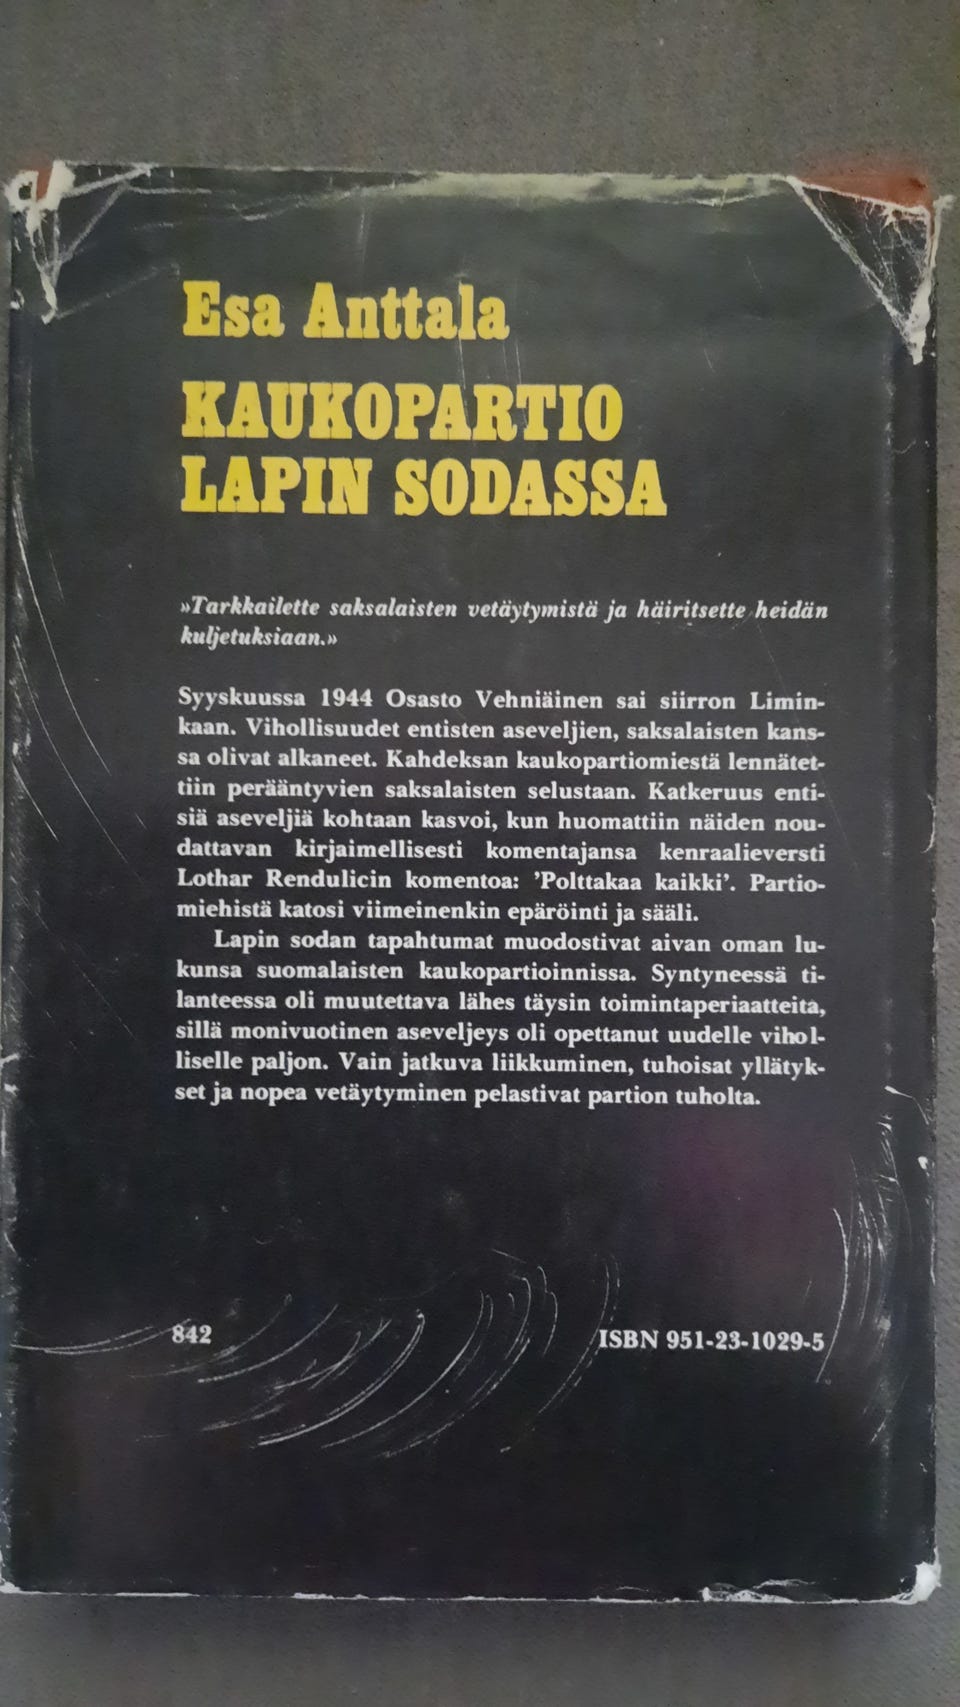 Esa Anttala
KAUKOPARTIO
LAPIN SODASSA
»Tarkkailette saksalaisten vetäytymistä ja häiritsette heidän
kuljetuksiaan.»
Syyskuussa 1944 Osasto Vehniäinen sai siirron Limin-
kaan. Vihollisuudet entisten aseveljien, saksalaisten kans-
sa olivat alkaneet. Kahdeksan kaukopartiomiestä lennätet-
tiin perääntyvien saksalaisten selustaan. Katkeruus enti-
siä aseveljiä kohtaan kasvoi, kun huomattiin näiden nou-
dattavan kirjaimellisesti komentajansa kenraalieversti
Lothar Rendulicin komentoa: ’Polttakaa kaikki’. Partio-
miehistä katosi viimeinenkin epäröinti ja sääli.
Lapin sodan tapahtumat muodostivat aivan oman lu-
kunsa suomalaisten kaukopartioinnissa. Syntyneessä ti-
lanteessa oli muutettava lähes täysin toimintaperiaatteita,
sillä monivuotinen aseveljeys oli opettanut uudelle vihol-
liselle paljon. Vain jatkuva liikkuminen, tuhoisat yllätyk-
set ja nopea vetäytyminen pelastivat partion tuholta.
842
ISBN 951-23-1029-5